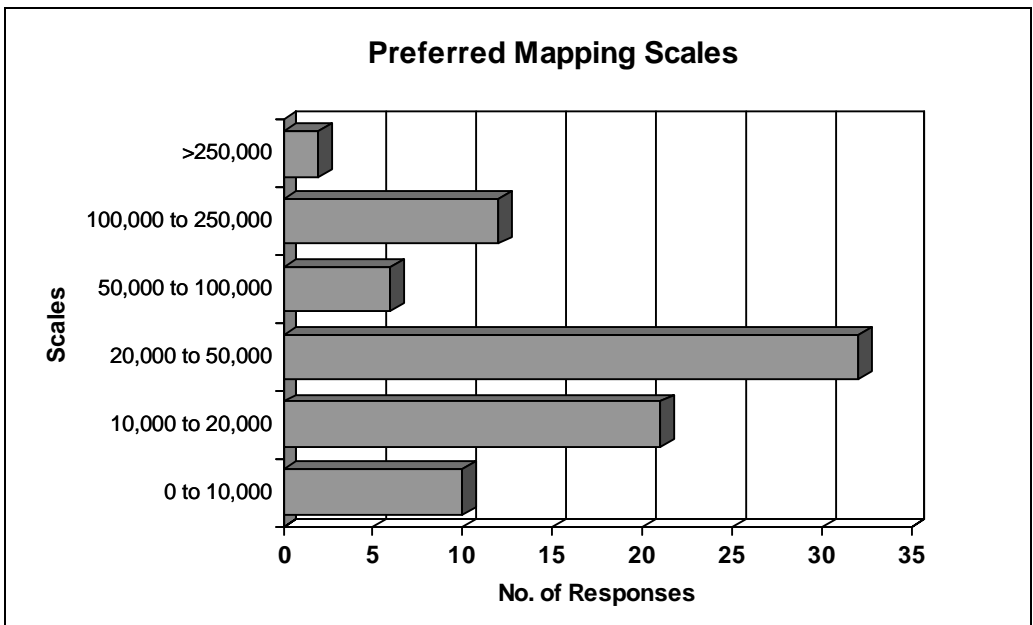 Preferred Mapping Scales
>250,000
100,000 to 250,000
50,000 to 100,000
20,000 to 50,000
10,000 to 20,000
0 to 10,000
Scales
0 5 10 15 20 25 30 35
No. of Responses